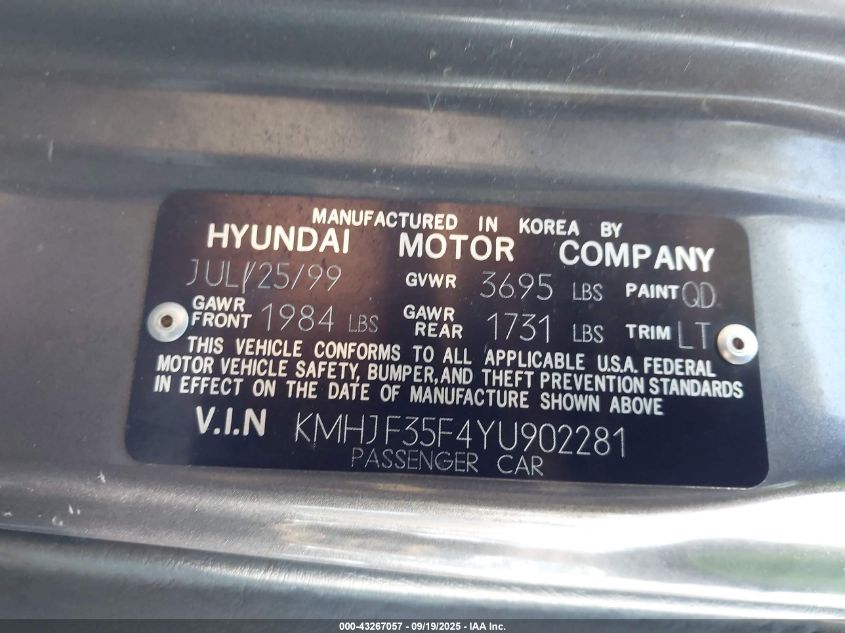 MANUFACTURED IN KOREA BY
HYUNDAI MOTOR COMPANY
JUL/25/99 GVWR 3695 LBS PAINT QD
GAWR FRONT 1984 LBS GAWR REAR 1731 LBS TRIM LT
THIS VEHICLE CONFORMS TO ALL APPLICABLE U.S.A. FEDERAL
MOTOR VEHICLE SAFETY, BUMPER, AND THEFT PREVENTION STANDARDS
IN EFFECT ON THE DATE OF MANUFACTURE SHOWN ABOVE
V.I.N KMHJF35F4YU902281
PASSENGER CAR
000-43267057 - 09/19/2025 - IAA Inc.